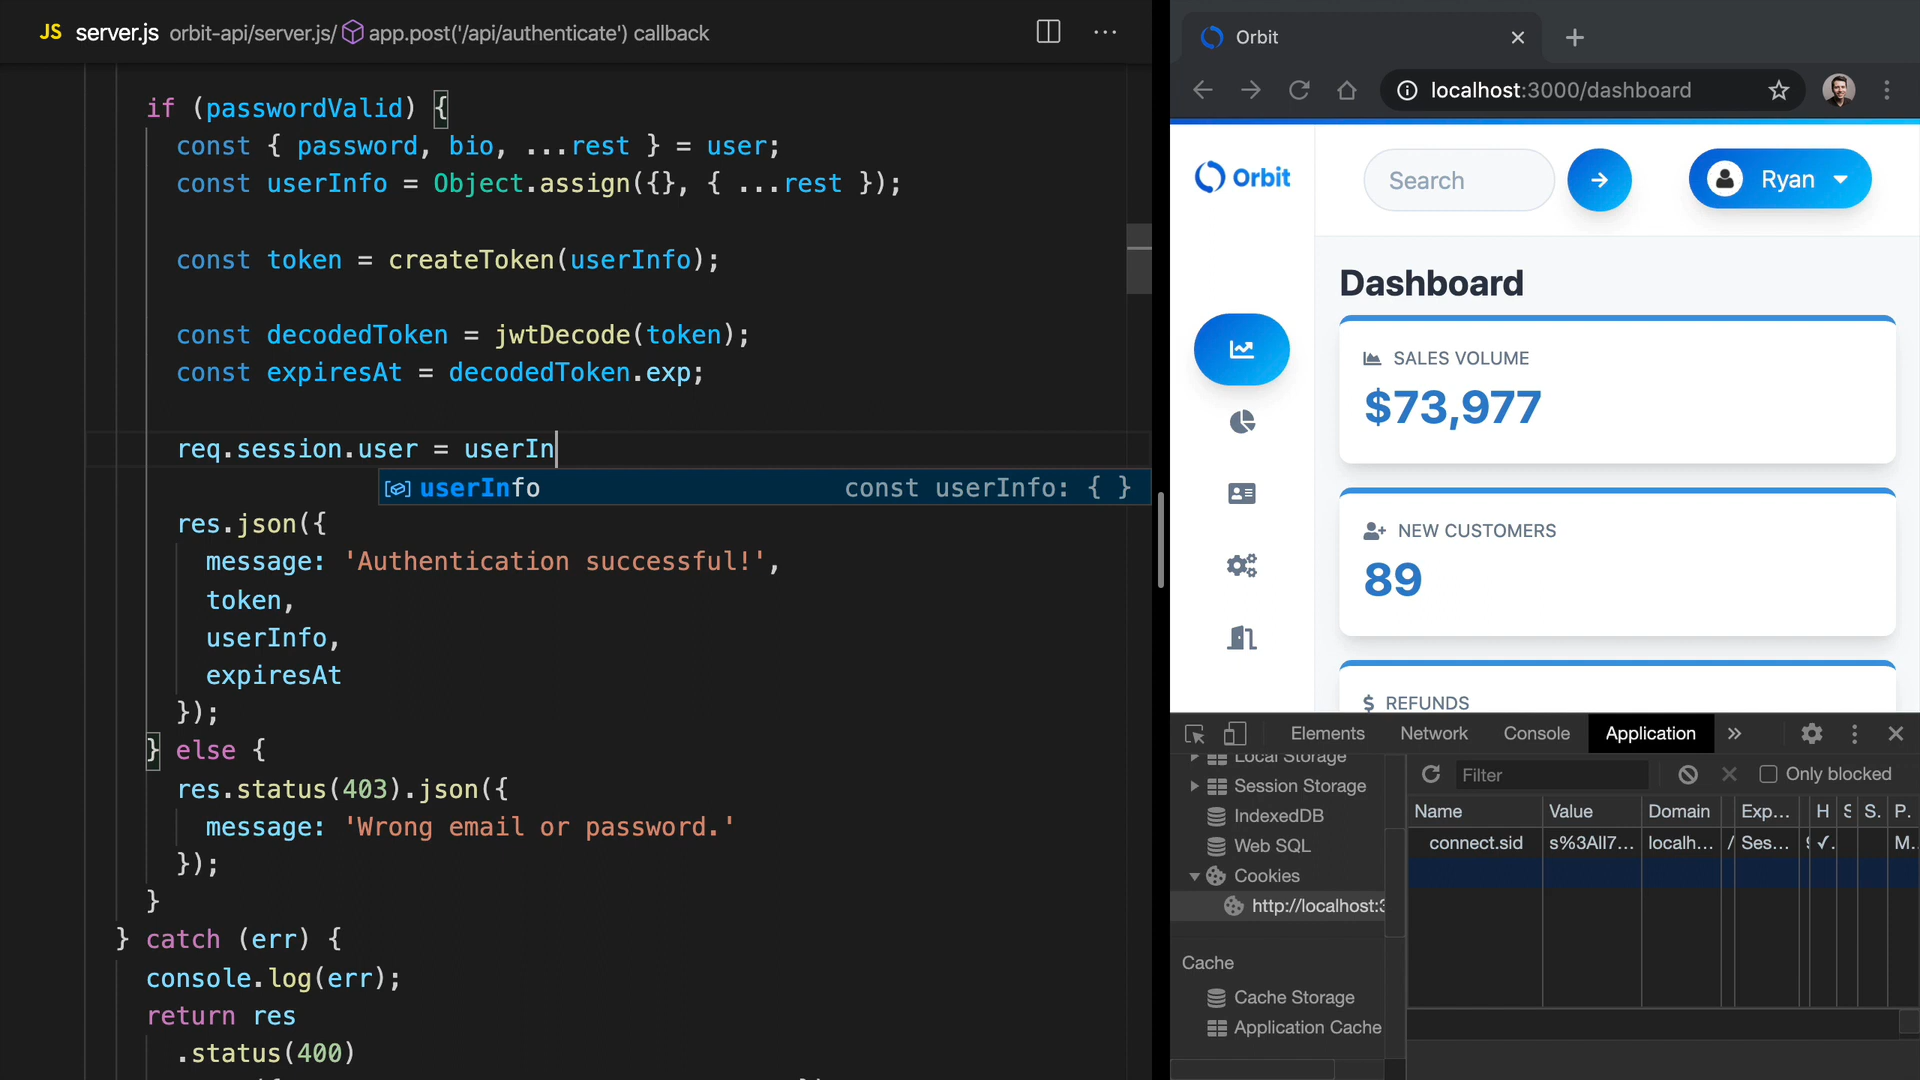 JS server.js orbit-api/server.js/ app.post('/api/authenticate') callback ...
if (passwordValid) {
const { password, bio, ...rest } = user;
const userInfo = Object.assign({}, { ...rest });
const token = createToken(userInfo);
const decodedToken = jwtDecode(token);
const expiresAt = decodedToken.exp;
req.session.user = userIn
userInfo const userInfo: { }
res.json({
message: 'Authentication successful!',
token,
userInfo,
expiresAt
});
} else {
res.status(403).json({
message: 'Wrong email or password.'
});
}
} catch (err) {
console.log(err);
return res
.status(400)
Orbit
localhost:3000/dashboard
Orbit
Search
Ryan
Dashboard
SALES VOLUME
$73,977
NEW CUSTOMERS
89
$ REFUNDS
Elements Network Console Application »
Local Storage
Session Storage
IndexedDB
Web SQL
Cookies
http://localhost:3
Cache
Cache Storage
Application Cache
Filter
Only blocked
Name Value Domain Exp... H S S. P.
connect.sid s%3AlI7... localh... / Ses... ✓. M..